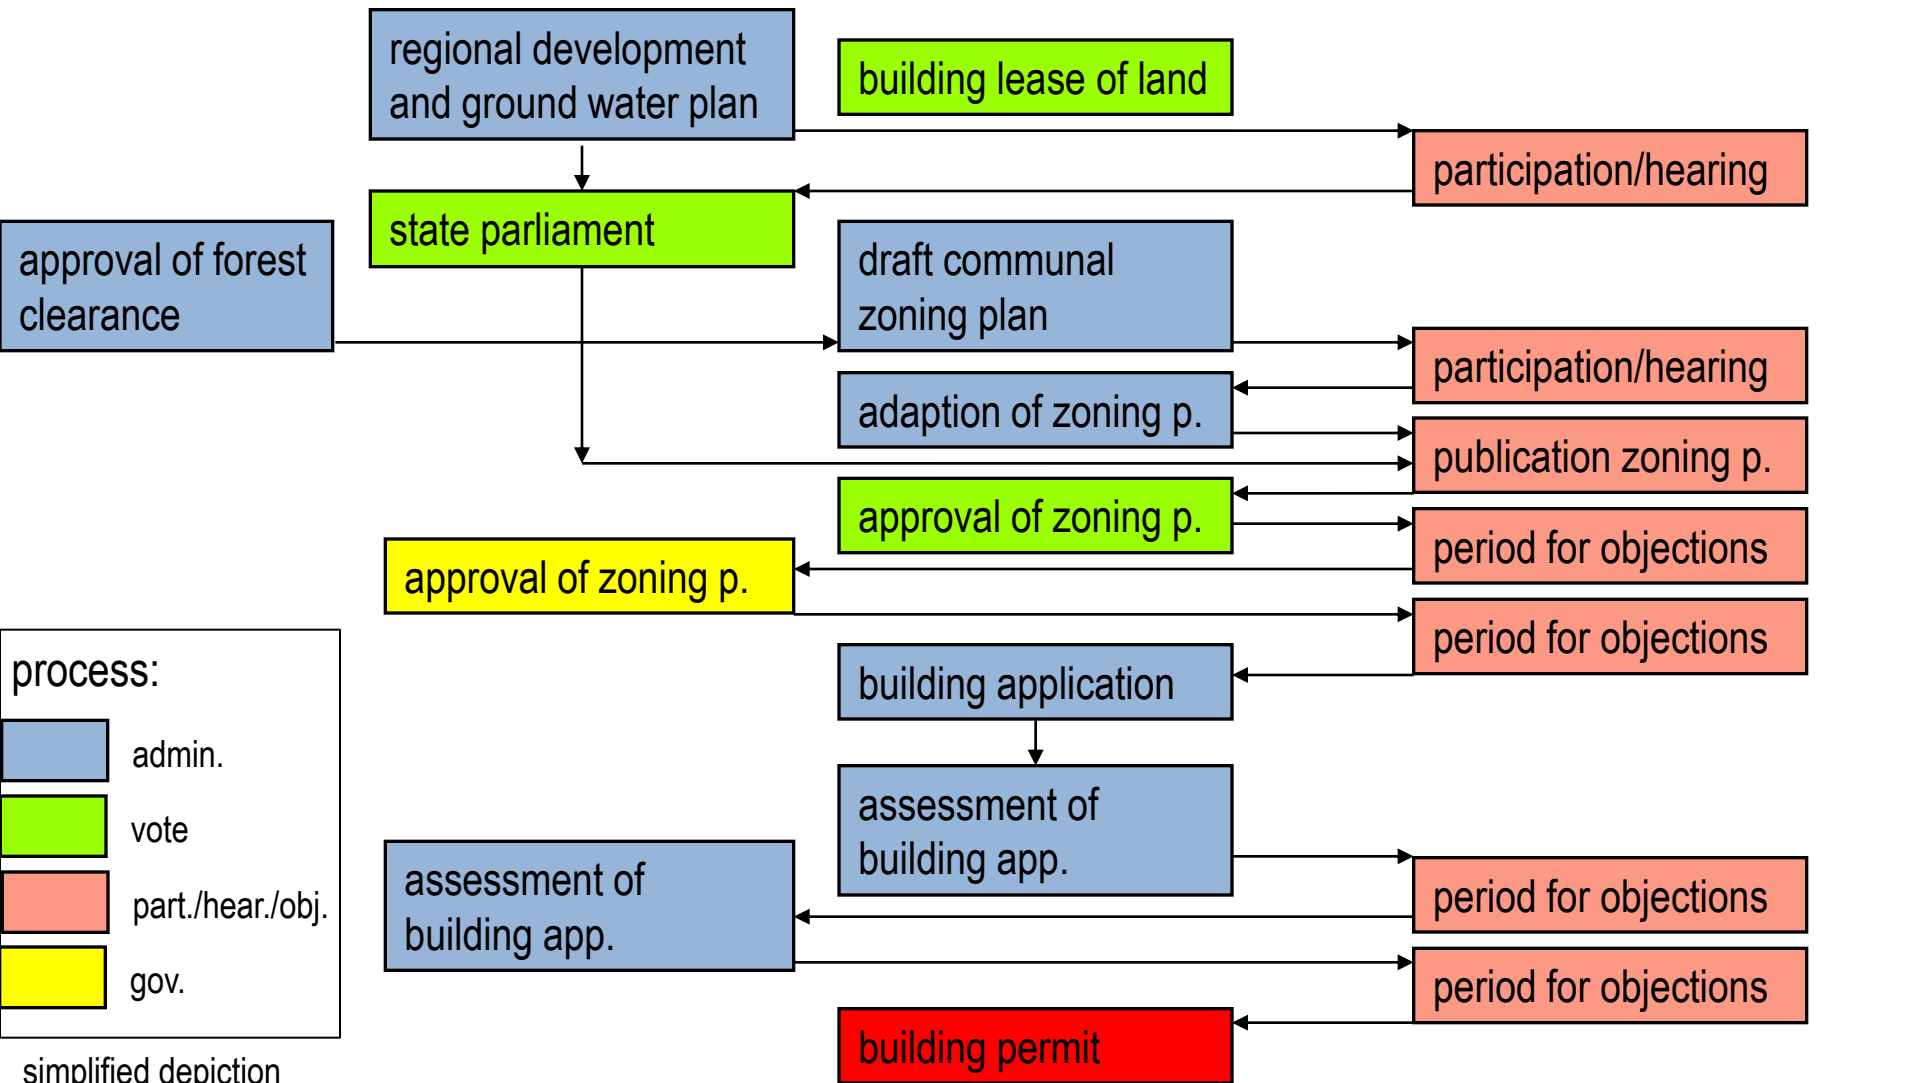 regional development
and ground water plan
building lease of land
participation/hearing
state parliament
approval of forest
clearance
draft communal
zoning plan
participation/hearing
adaption of zoning p.
publication zoning p.
approval of zoning p.
period for objections
approval of zoning p.
period for objections
building application
process:
admin.
vote
part./hear./obj.
gov.
assessment of
building app.
assessment of
building app.
period for objections
period for objections
building permit
simplified depiction